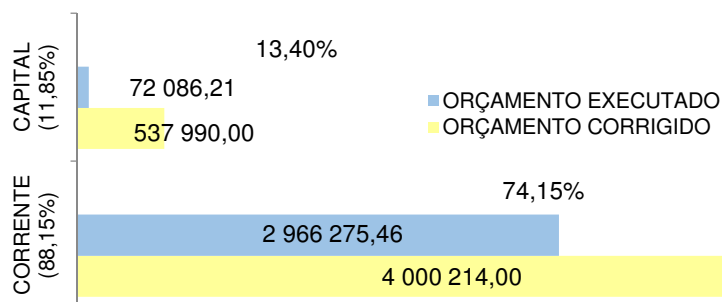 CAPITAL
(11,85%)
13,40%
72 086,21
537 990,00
ORÇAMENTO EXECUTADO
ORÇAMENTO CORRIGIDO
CORRENTE
(88,15%)
74,15%
2 966 275,46
4 000 214,00